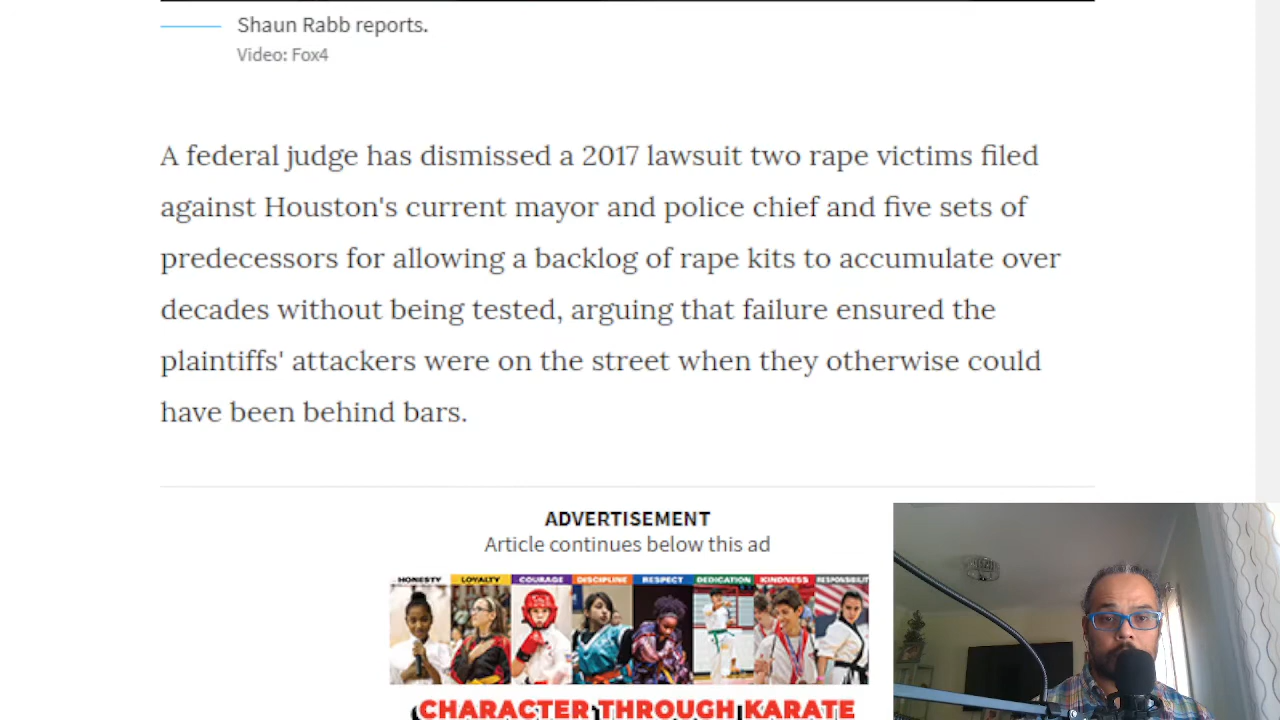 Shaun Rabb reports.
Video: Fox4
A federal judge has dismissed a 2017 lawsuit two rape victims filed
against Houston's current mayor and police chief and five sets of
predecessors for allowing a backlog of rape kits to accumulate over
decades without being tested, arguing that failure ensured the
plaintiffs' attackers were on the street when they otherwise could
have been behind bars.
ADVERTISEMENT
Article continues below this ad
HONESTY LOYALTY COURAGE DISCIPLINE RESPECT DEDICATION KINDNESS RESPONSIBILIT
CHARACTER THROUGH KARATE